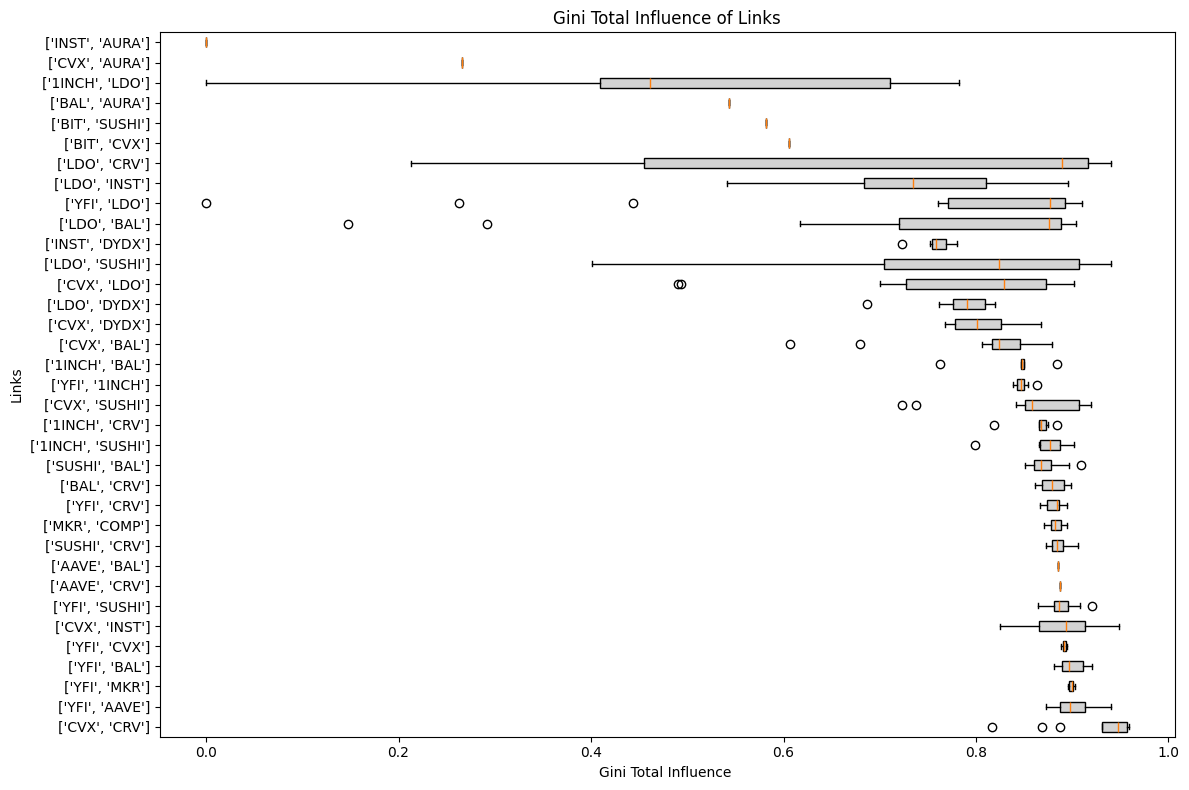 Gini Total Influence of Links
['INST', 'AURA']
['CVX', 'AURA']
['1INCH', 'LDO']
['BAL', 'AURA']
['BIT', 'SUSHI']
['BIT', 'CVX']
['LDO', 'CRV']
['LDO', 'INST']
['YFI', 'LDO']
['LDO', 'BAL']
['INST', 'DYDX']
['LDO', 'SUSHI']
['CVX', 'LDO']
['LDO', 'DYDX']
['CVX', 'DYDX']
['CVX', 'BAL']
['1INCH', 'BAL']
['YFI', '1INCH']
['CVX', 'SUSHI']
['1INCH', 'CRV']
['1INCH', 'SUSHI']
['SUSHI', 'BAL']
['BAL', 'CRV']
['YFI', 'CRV']
['MKR', 'COMP']
['SUSHI', 'CRV']
['AAVE', 'BAL']
['AAVE', 'CRV']
['YFI', 'SUSHI']
['CVX', 'INST']
['YFI', 'CVX']
['YFI', 'BAL']
['YFI', 'MKR']
['YFI', 'AAVE']
['CVX', 'CRV']
Links
0.0 0.2 0.4 0.6 0.8 1.0
Gini Total Influence